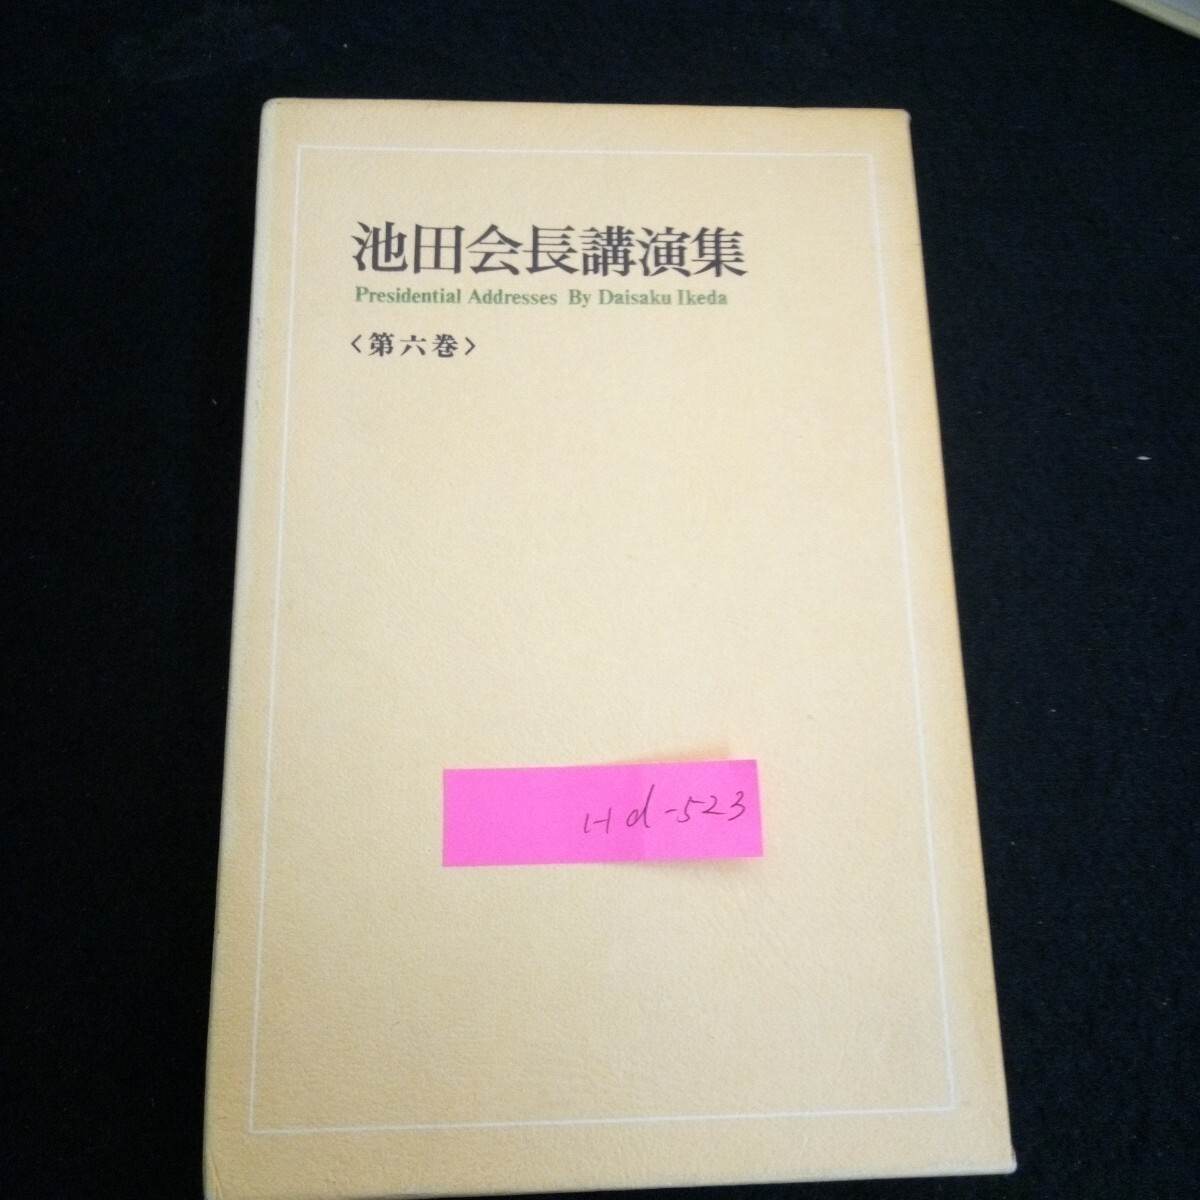 池田会長講演集
Presidential Addresses By Daisaku Ikeda
〈第六巻〉
Hd-523